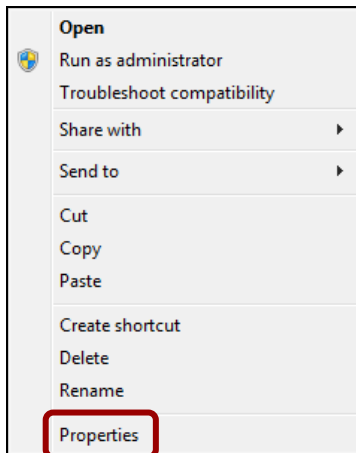 Open
Run as administrator
Troubleshoot compatibility
Share with
Send to
Cut
Copy
Paste
Create shortcut
Delete
Rename
Properties